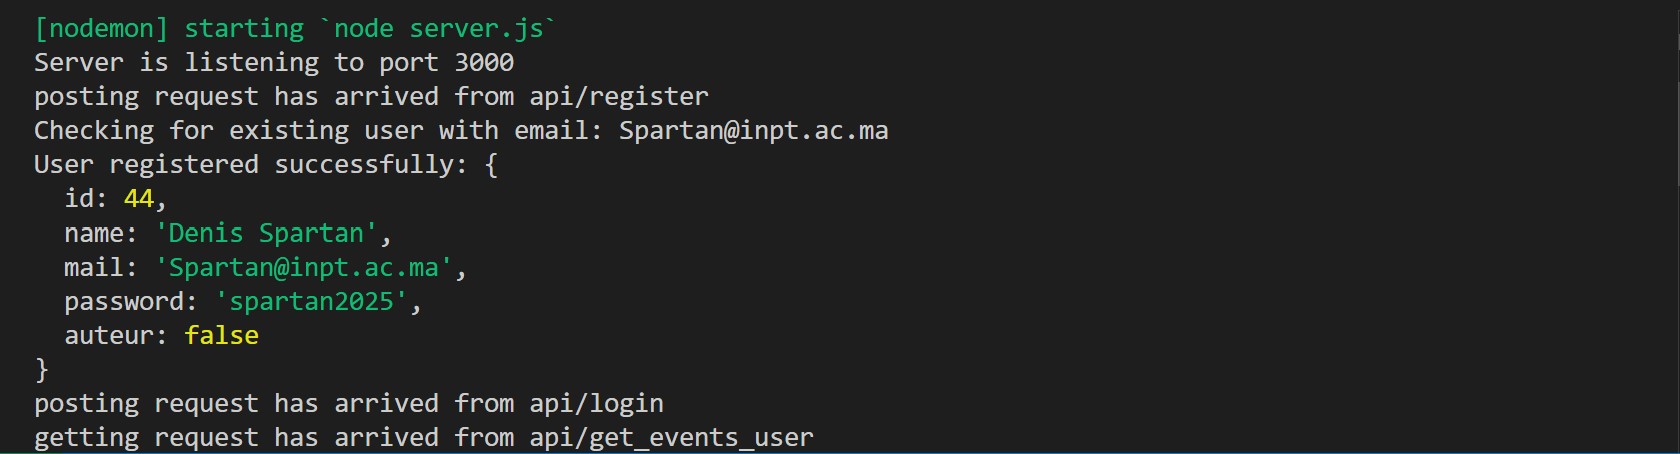 [nodemon] starting `node server.js`
Server is listening to port 3000
posting request has arrived from api/register
Checking for existing user with email: Spartan@inpt.ac.ma
User registered successfully: {
  id: 44,
  name: 'Denis Spartan',
  mail: 'Spartan@inpt.ac.ma',
  password: 'spartan2025',
  auteur: false
}
posting request has arrived from api/login
getting request has arrived from api/get_events_user